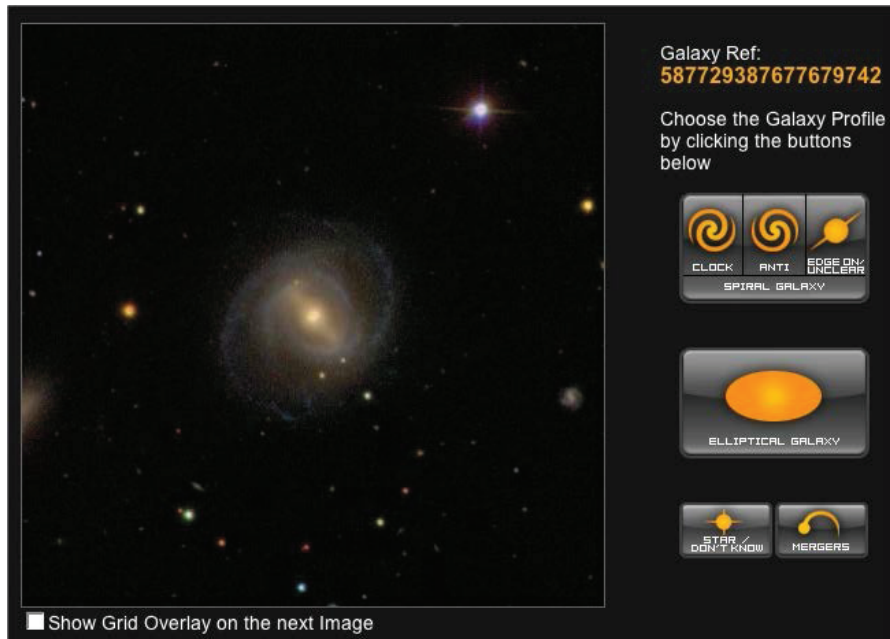 Galaxy Ref:
587729387677679742
Choose the Galaxy Profile
by clicking the buttons
below
CLOCK
ANTI
EDGE ON/
UNCLEAR
SPIRAL GALAXY
ELLIPTICAL GALAXY
STAR /
DON'T KNOW
MERGERS
Show Grid Overlay on the next Image